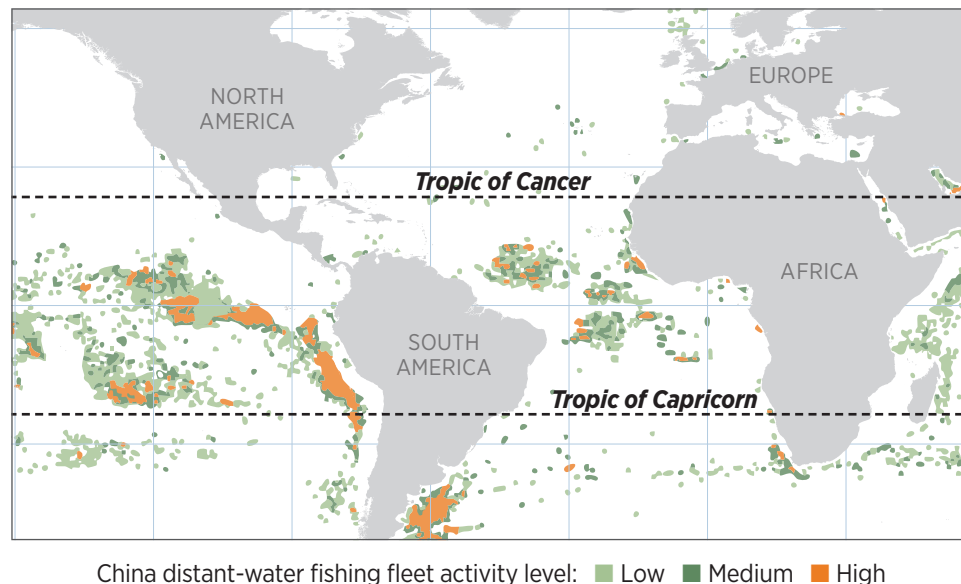 NORTH
AMERICA
EUROPE
Tropic of Cancer
AFRICA
SOUTH
AMERICA
Tropic of Capricorn
China distant-water fishing fleet activity level: Low Medium High